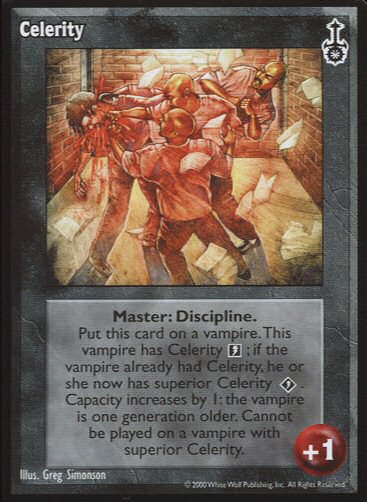 Celerity
Master: Discipline.
Put this card on a vampire. This
vampire has Celerity ; if the
vampire already had Celerity, he or
she now has superior Celerity .
Capacity increases by 1: the vampire
is one generation older. Cannot
be played on a vampire with
superior Celerity.
+1
Illus. Greg Simonson
©2000 White Wolf Publishing, Inc. All Rights Reserved.